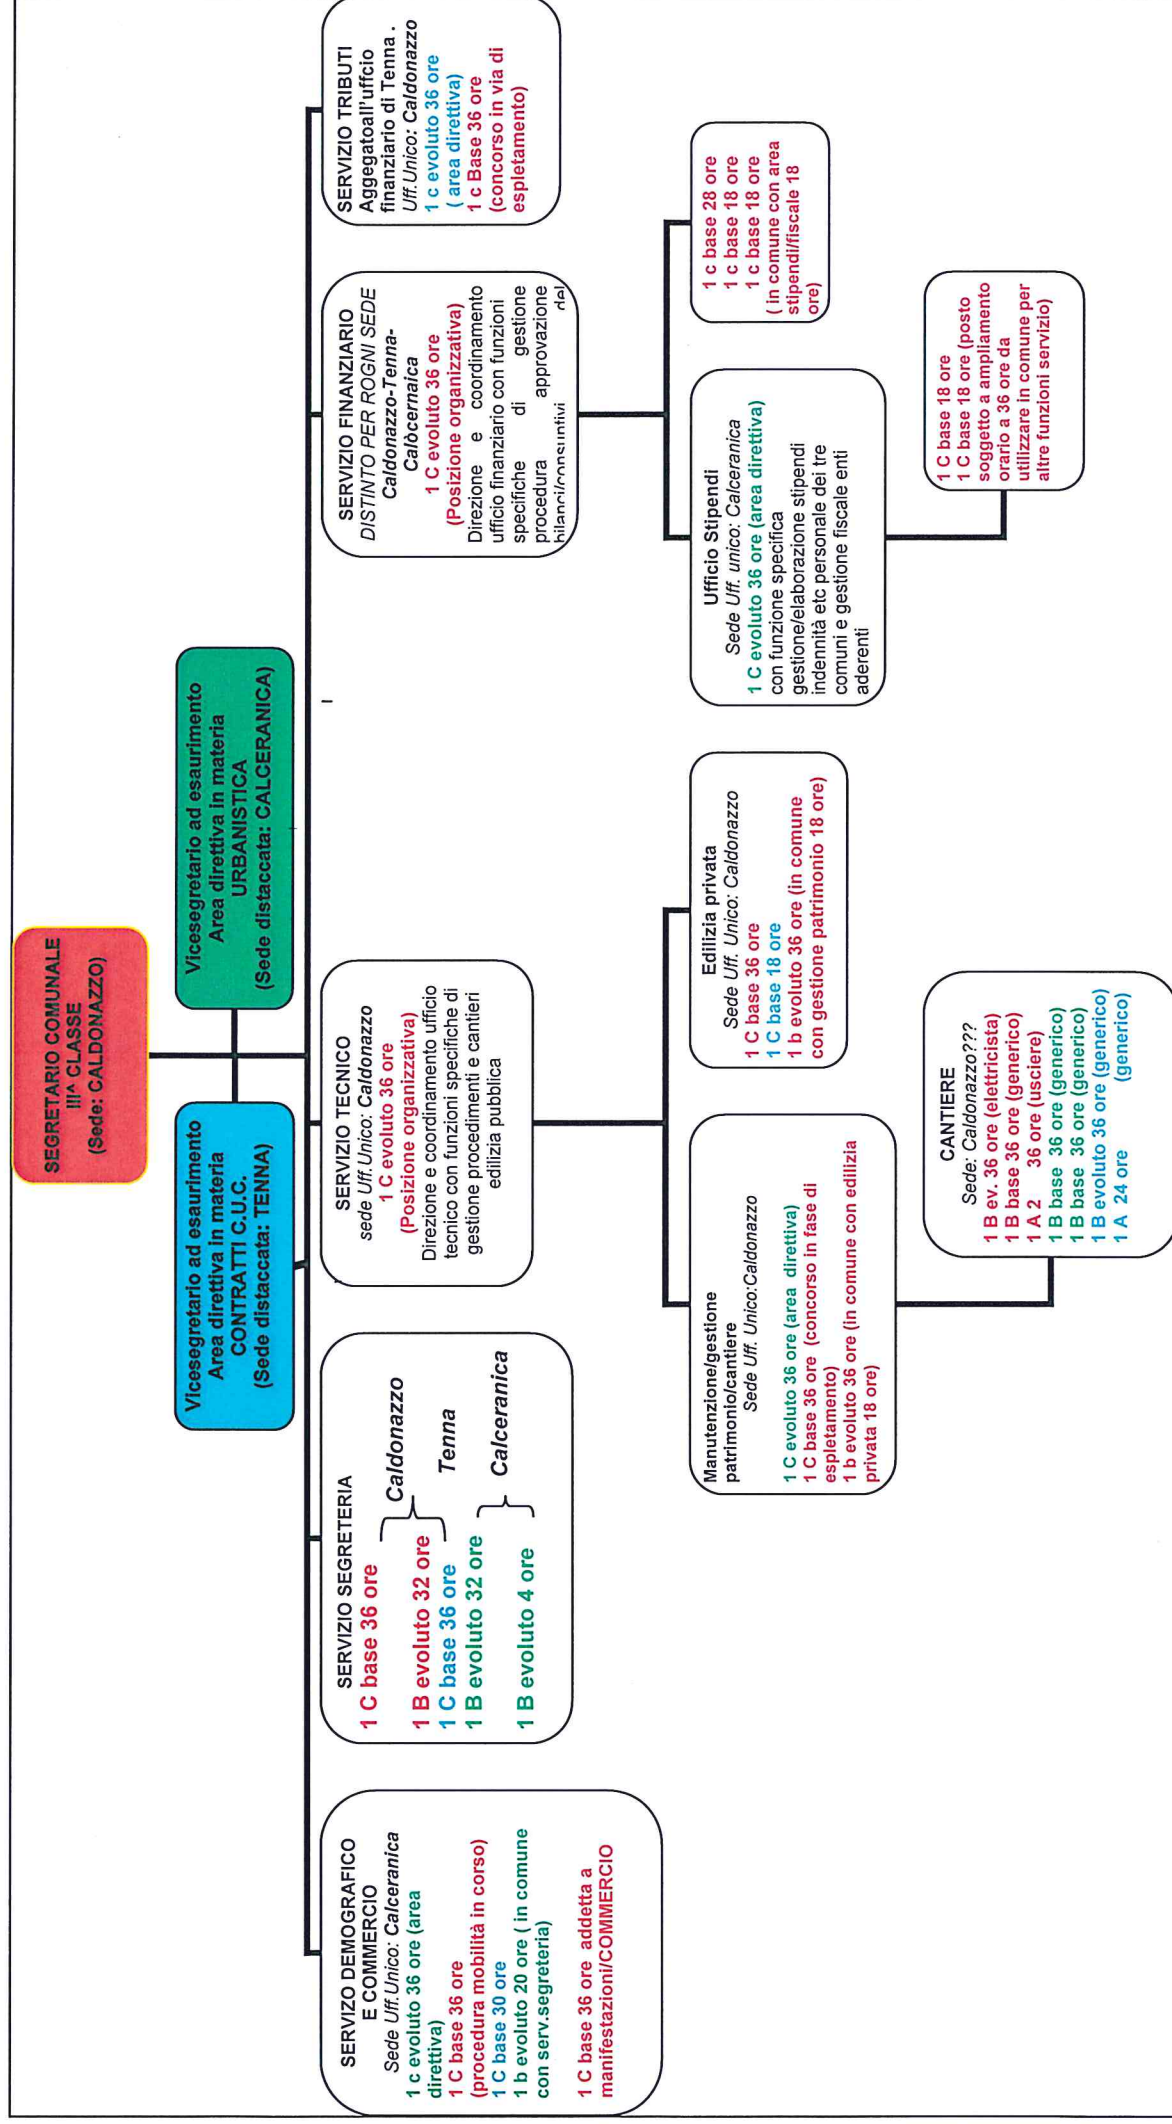 SEGRETARIO COMUNALE
III^ CLASSE
(Sede: CALDONAZZO)
Vicesegretario ad esaurimento
Area direttiva in materia
CONTRATTI C.U.C.
(Sede distaccata: TENNA)
Vicesegretario ad esaurimento
Area direttiva in materia
URBANISTICA
(Sede distaccata: CALCERANICA)
SERVIZO DEMOGRAFICO
E COMMERCIO
Sede Uff.Unico: Calceranica
1 c evoluto 36 ore (area
direttiva)
1 C base 36 ore
(procedura mobilità in corso)
1 C base 30 ore
1 b evoluto 20 ore ( in comune
con serv.segreteria)
1 C base 36 ore addetta a
manifestazioni/COMMERCIO
SERVIZIO SEGRETERIA
1 C base 36 ore
Caldonazzo
1 B evoluto 32 ore
1 C base 36 ore
Tenna
1 B evoluto 32 ore
Calceranica
1 B evoluto 4 ore
SERVIZIO TECNICO
sede Uff.Unico: Caldonazzo
1 C evoluto 36 ore
(Posizione organizzativa)
Direzione e coordinamento ufficio
tecnico con funzioni specifiche di
gestione procedimenti e cantieri
edilizia pubblica
SERVIZIO FINANZIARIO
DISTINTO PER ROGNI SEDE
Caldonazzo-Tenna-
Calòcernaica
1 C evoluto 36 ore
(Posizione organizzativa)
Direzione e coordinamento
ufficio finanziario con funzioni
specifiche di gestione
procedura approvazione
bilanci/consuntivi del
SERVIZIO TRIBUTI
Aggegatoall'uffcio
finanziario di Tenna .
Uff.Unico: Caldonazzo
1 c evoluto 36 ore
( area direttiva)
1 c Base 36 ore
(concorso in via di
espletamento)
Manutenzione/gestione
patrimonio/cantiere
Sede Uff. Unico:Caldonazzo
1 C evoluto 36 ore (area direttiva)
1 C base 36 ore (concorso in fase di
espletamento)
1 b evoluto 36 ore (in comune con edilizia
privata 18 ore)
Edilizia privata
Sede Uff. Unico: Caldonazzo
1 C base 36 ore
1 C base 18 ore
1 b evoluto 36 ore (in comune
con gestione patrimonio 18 ore)
Ufficio Stipendi
Sede Uff. unico: Calceranica
1 C evoluto 36 ore (area direttiva)
con funzione specifica
gestione/elaborazione stipendi
indennità etc personale dei tre
comuni e gestione fiscale enti
aderenti
1 c base 28 ore
1 c base 18 ore
1 c base 18 ore
( in comune con area
stipendi/fiscale 18
ore)
CANTIERE
Sede: Caldonazzo???
1 B ev. 36 ore (elettricista)
1 B base 36 ore (generico)
1 A 2 36 ore (usciere)
1 B base 36 ore (generico)
1 B base 36 ore (generico)
1 B evoluto 36 ore (generico)
1 A 24 ore (generico)
1 C base 18 ore
1 C base 18 ore (posto
soggetto a ampliamento
orario a 36 ore da
utilizzare in comune per
altre funzioni servizio)